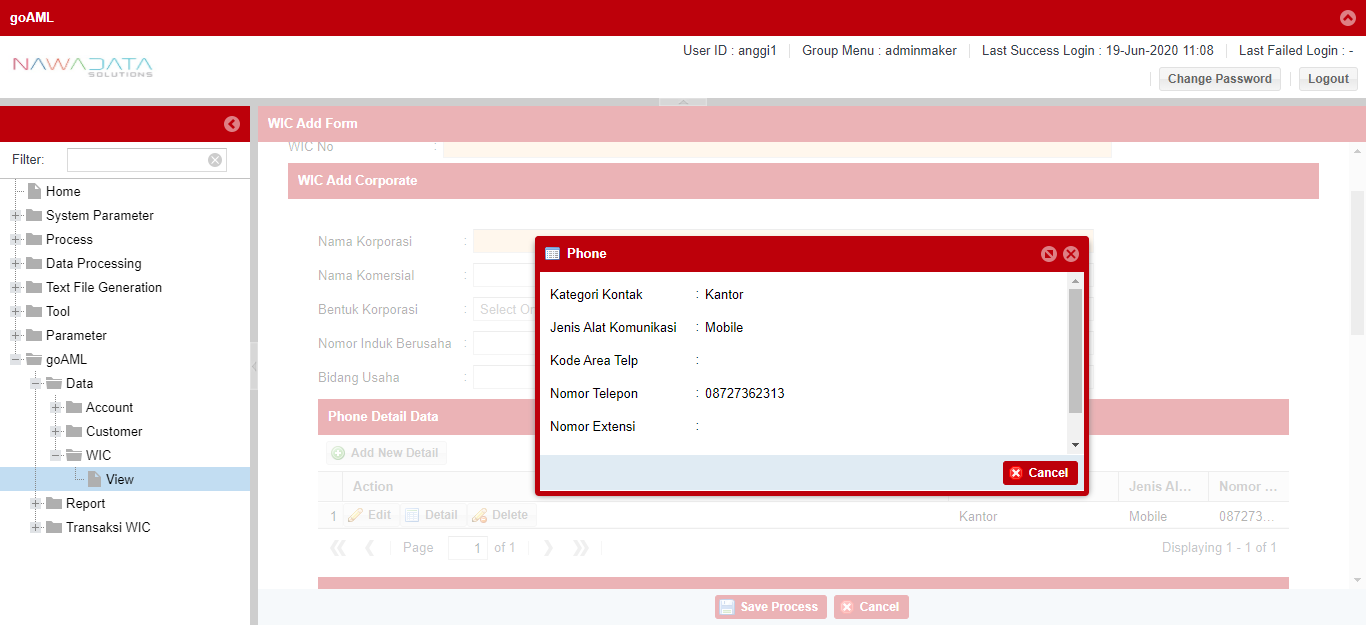 goAML
NAWADATA
SOLUTIONS
User ID : anggi1
Group Menu : adminmaker
Last Success Login : 19-Jun-2020 11:08
Last Failed Login : -
Change Password
Logout
Filter:
Home
System Parameter
Process
Data Processing
Text File Generation
Tool
Parameter
goAML
Data
Account
Customer
WIC
View
Report
Transaksi WIC
WIC Add Form
WIC No :
WIC Add Corporate
Nama Korporasi :
Nama Komersial :
Bentuk Korporasi : Select On
Nomor Induk Berusaha :
Bidang Usaha :
Phone Detail Data
Add New Detail
Action Jenis Al... Nomor ...
1 Edit Detail Delete Kantor Mobile 087273...
Page 1 of 1 Displaying 1 - 1 of 1
Save Process Cancel
Phone
Kategori Kontak : Kantor
Jenis Alat Komunikasi : Mobile
Kode Area Telp :
Nomor Telepon : 08727362313
Nomor Extensi :
Cancel